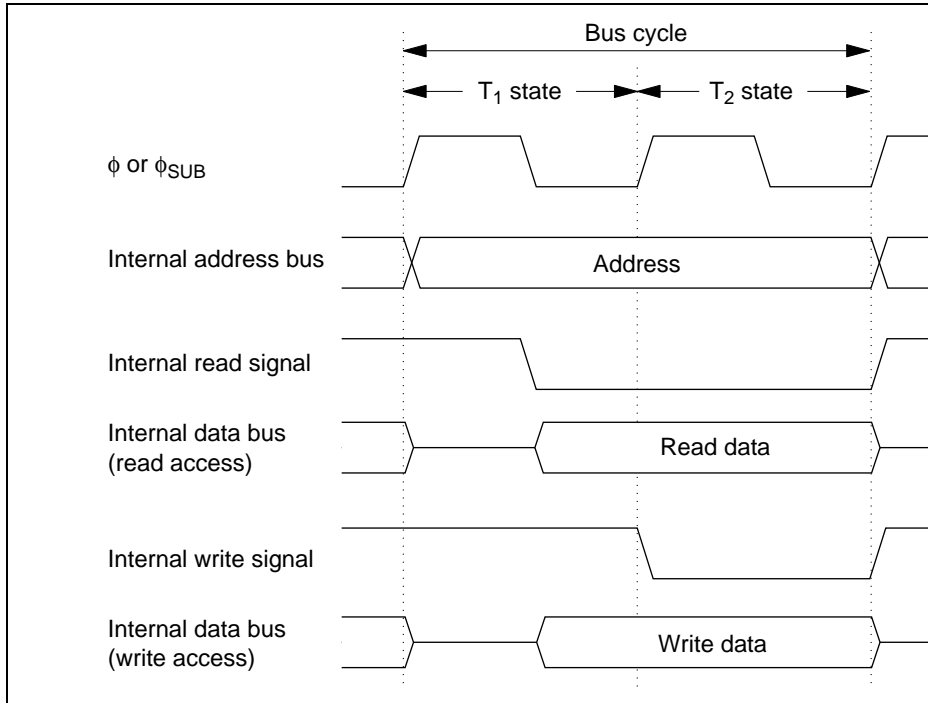 Bus cycle
T1 state
T2 state
ϕ or ϕSUB
Internal address bus
Address
Internal read signal
Internal data bus
(read access)
Read data
Internal write signal
Internal data bus
(write access)
Write data